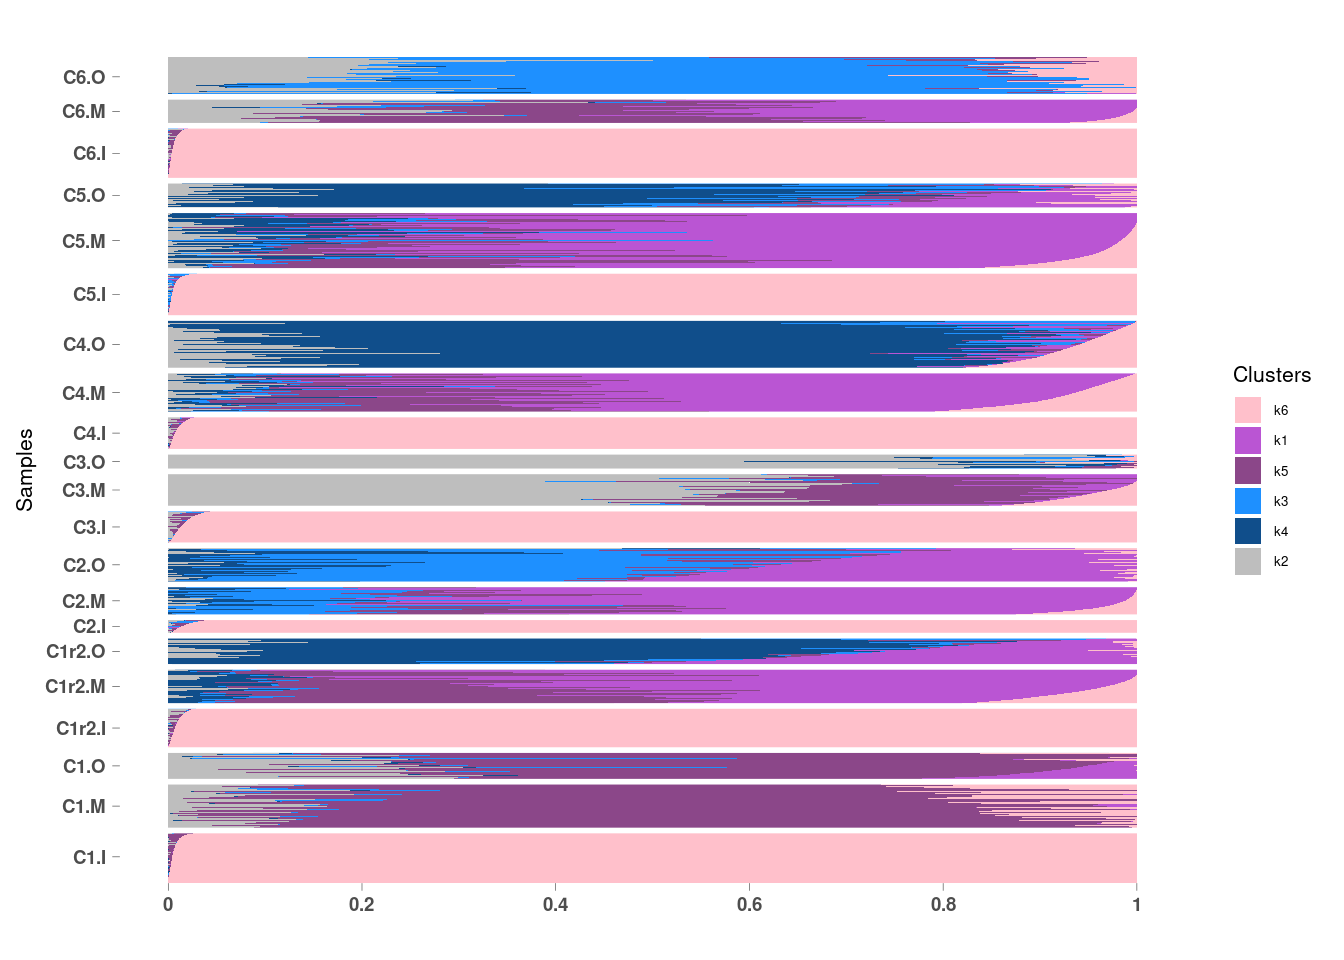 C6.O
C6.M
C6.I
C5.O
C5.M
C5.I
C4.O
C4.M
C4.I
C3.O
C3.M
C3.I
C2.O
C2.M
C2.I
C1r2.O
C1r2.M
C1r2.I
C1.O
C1.M
C1.I
Samples
0 0.2 0.4 0.6 0.8 1
Clusters
k6
k1
k5
k3
k4
k2